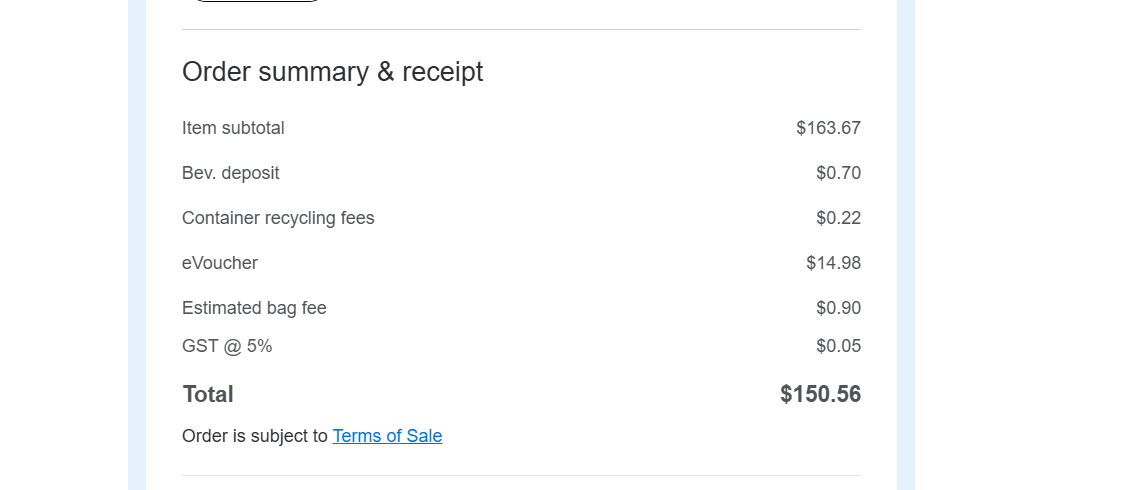 Order summary & receipt
Item subtotal $163.67
Bev. deposit $0.70
Container recycling fees $0.22
eVoucher $14.98
Estimated bag fee $0.90
GST @ 5% $0.05
Total $150.56
Order is subject to Terms of Sale